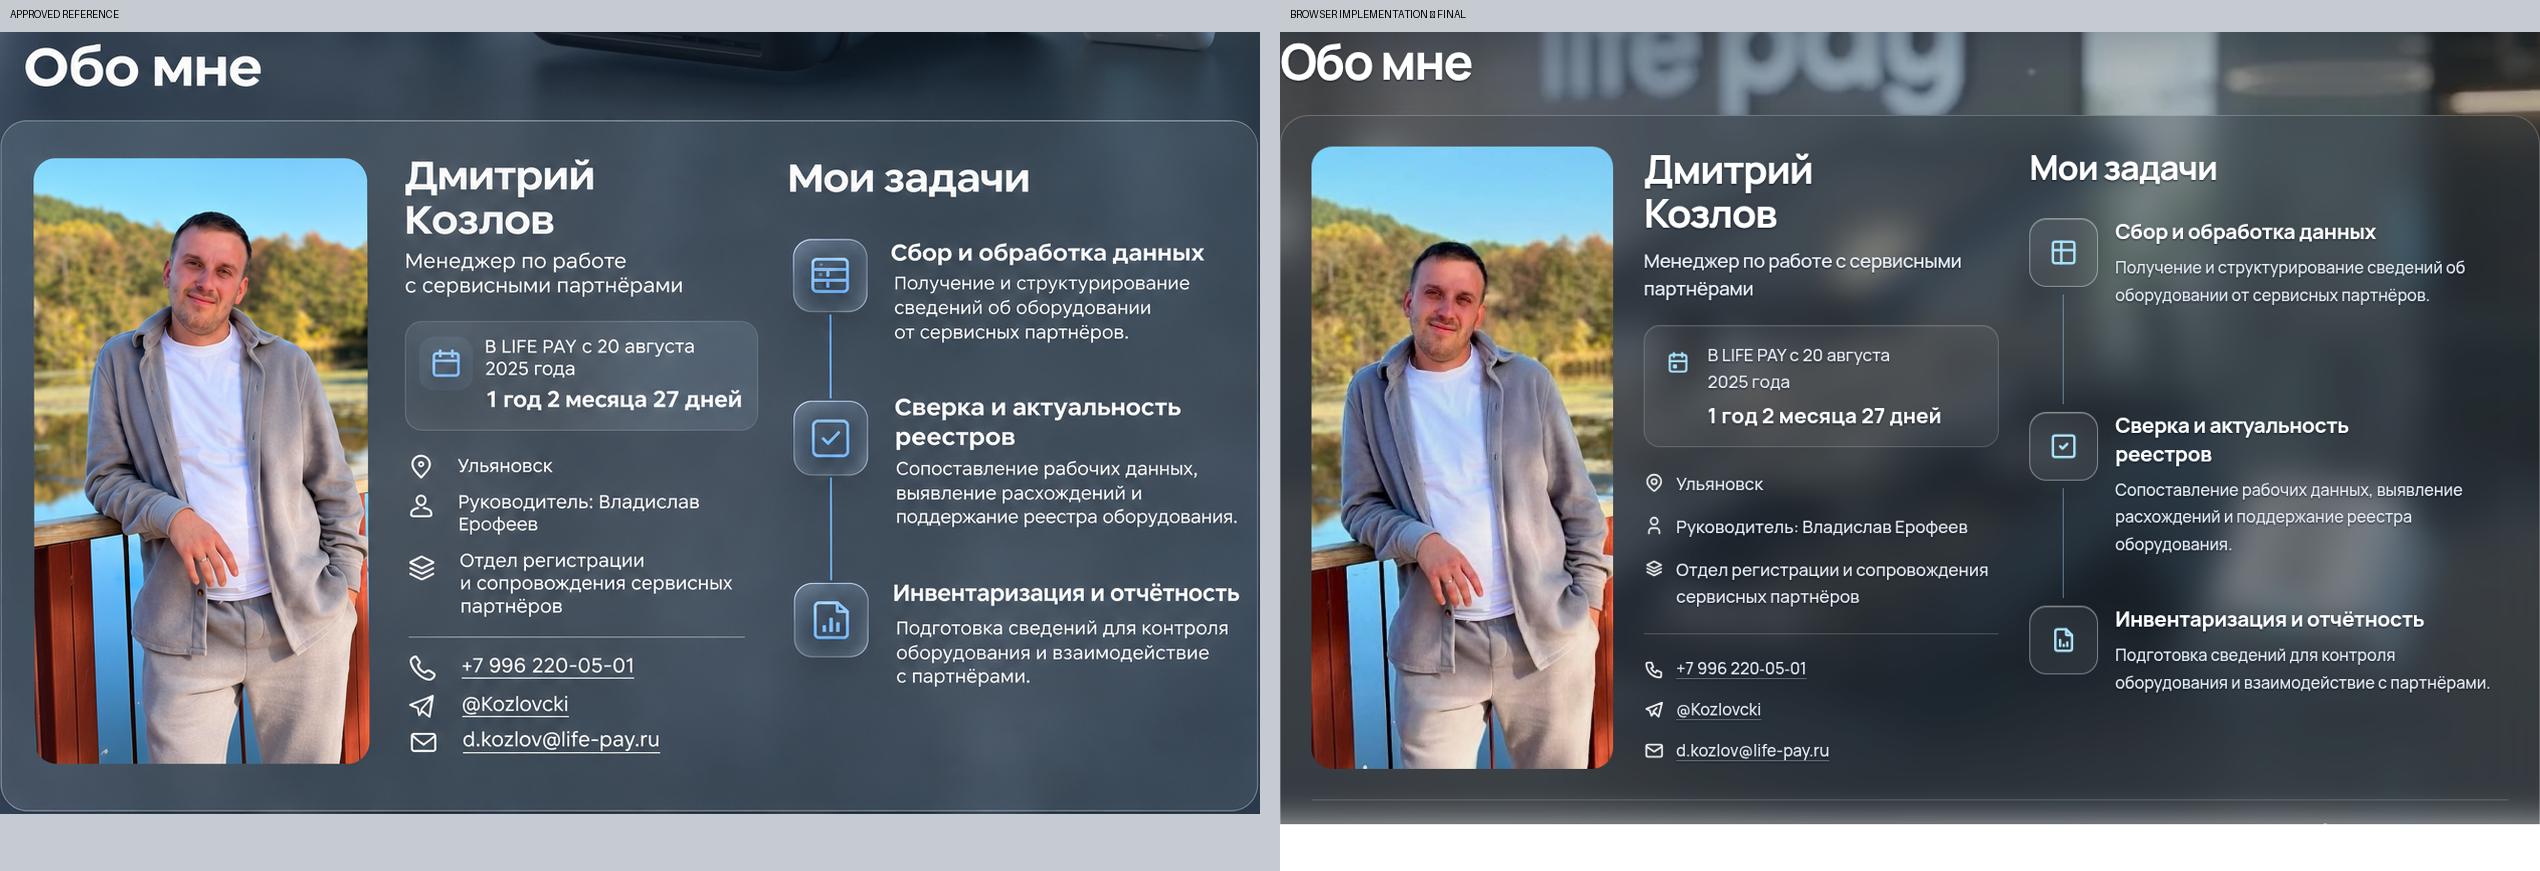 APPROVED REFERENCE
Обо мне
Дмитрий
Козлов
Менеджер по работе
с сервисными партнёрами
В LIFE PAY с 20 августа
2025 года
1 год 2 месяца 27 дней
Ульяновск
Руководитель: Владислав
Ерофеев
Отдел регистрации
и сопровождения сервисных
партнёров
+7 996 220-05-01
@Kozlovcki
d.kozlov@life-pay.ru
Мои задачи
Сбор и обработка данных
Получение и структурирование
сведений об оборудовании
от сервисных партнёров.
Сверка и актуальность
реестров
Сопоставление рабочих данных,
выявление расхождений и
поддержание реестра оборудования.
Инвентаризация и отчётность
Подготовка сведений для контроля
оборудования и взаимодействие
с партнёрами.
BROWSER IMPLEMENTATION FINAL
life pay
Обо мне
Дмитрий
Козлов
Менеджер по работе с сервисными
партнёрами
В LIFE PAY с 20 августа
2025 года
1 год 2 месяца 27 дней
Ульяновск
Руководитель: Владислав Ерофеев
Отдел регистрации и сопровождения
сервисных партнёров
+7 996 220-05-01
@Kozlovcki
d.kozlov@life-pay.ru
Мои задачи
Сбор и обработка данных
Получение и структурирование сведений об
оборудовании от сервисных партнёров.
Сверка и актуальность
реестров
Сопоставление рабочих данных, выявление
расхождений и поддержание реестра
оборудования.
Инвентаризация и отчётность
Подготовка сведений для контроля
оборудования и взаимодействие с партнёрами.